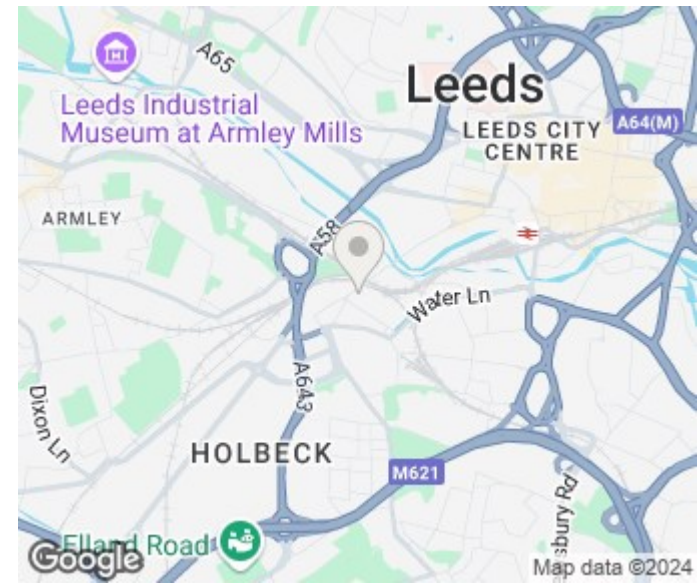 A65
Leeds Industrial
Museum at Armley Mills
Leeds
A64(M)
LEEDS CITY
CENTRE
ARMLEY
A58
Water Ln
A643
Dixon Ln
HOLBECK
M621
Elland Road
Google
Map data ©2024